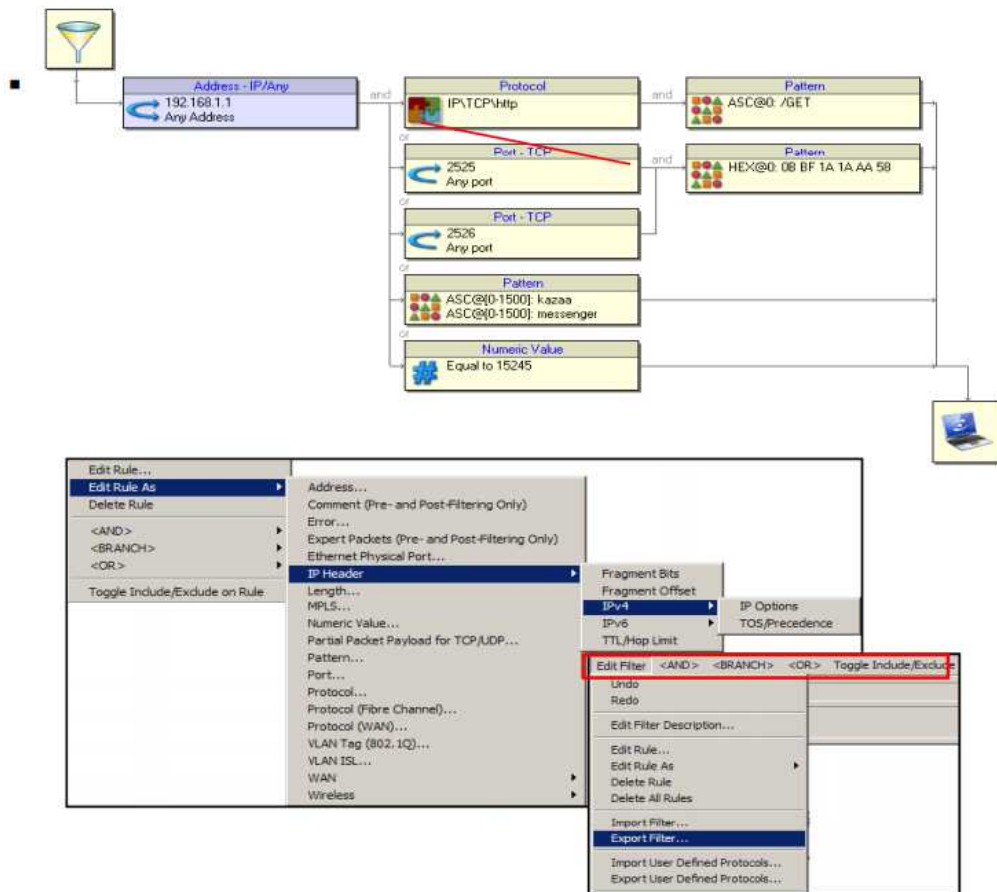 Address - IP/Any
192.168.1.1
Any Address
and
Protocol
IP\TCP\http
and
Pattern
ASC@0: /GET
or
Port - TCP
2525
Any port
and
Pattern
HEX@0: 0B BF 1A 1A AA 58
or
Port - TCP
2526
Any port
or
Pattern
ASC@[0-1500]: kazaa
ASC@[0-1500]: messenger
or
Numeric Value
Equal to 15245
Edit Rule...
Edit Rule As
Delete Rule
<AND>
<BRANCH>
<OR>
Toggle Include/Exclude on Rule
Address...
Comment (Pre- and Post-Filtering Only)
Error...
Expert Packets (Pre- and Post-Filtering Only)
Ethernet Physical Port...
IP Header
Length...
MPLS...
Numeric Value...
Partial Packet Payload for TCP/UDP...
Pattern...
Port...
Protocol...
Protocol (Fibre Channel)...
Protocol (WAN)...
VLAN Tag (802.1Q)...
VLAN ISL...
WAN
Wireless
Fragment Bits
Fragment Offset
IPv4
IPv6
TTL/Hop Limit
IP Options
TOS/Precedence
Edit Filter <AND> <BRANCH> <OR> Toggle Include/Exclude
Undo
Redo
Edit Filter Description...
Edit Rule...
Edit Rule As
Delete Rule
Delete All Rules
Import Filter...
Export Filter...
Import User Defined Protocols...
Export User Defined Protocols...